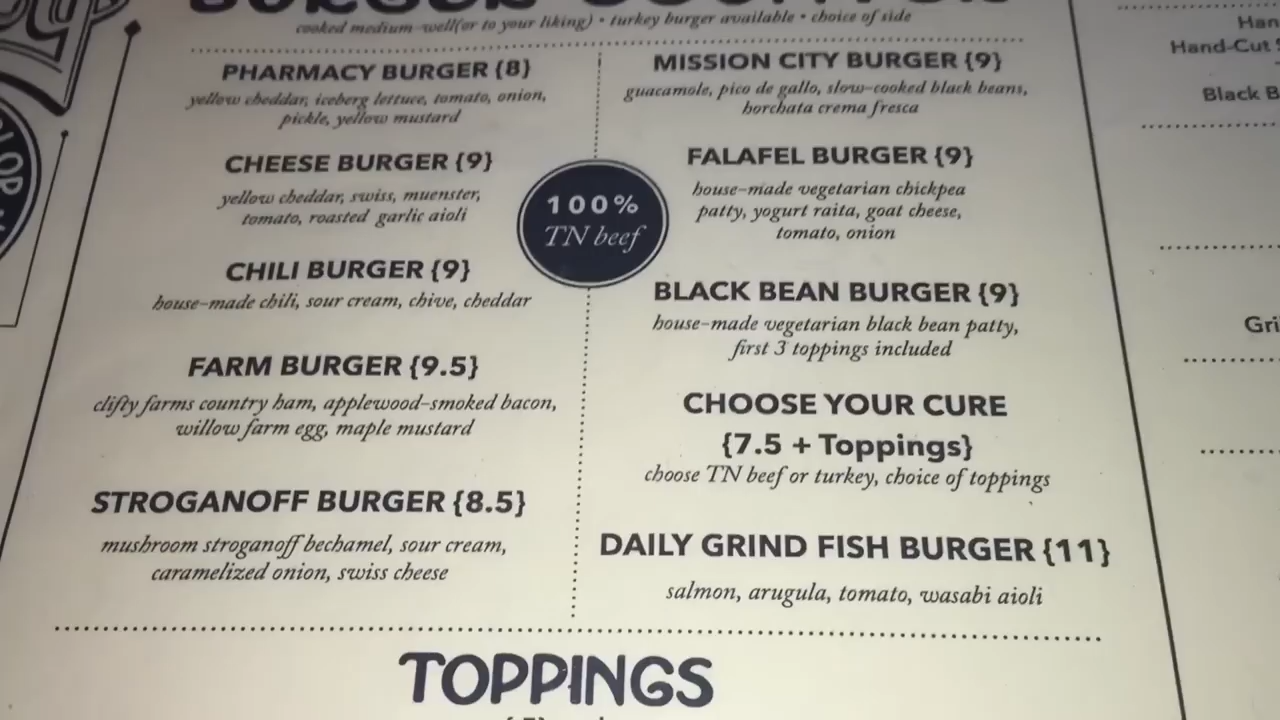 cooked medium-well(or to your liking) • turkey burger available • choice of side
PHARMACY BURGER {8}
yellow cheddar, iceberg lettuce, tomato, onion,
pickle, yellow mustard
CHEESE BURGER {9}
yellow cheddar, swiss, muenster,
tomato, roasted garlic aioli
CHILI BURGER {9}
house-made chili, sour cream, chive, cheddar
FARM BURGER {9.5}
clifty farms country ham, applewood-smoked bacon,
willow farm egg, maple mustard
STROGANOFF BURGER {8.5}
mushroom stroganoff bechamel, sour cream,
caramelized onion, swiss cheese
100%
TN beef
MISSION CITY BURGER {9}
guacamole, pico de gallo, slow-cooked black beans,
horchata crema fresca
FALAFEL BURGER {9}
house-made vegetarian chickpea
patty, yogurt raita, goat cheese,
tomato, onion
BLACK BEAN BURGER {9}
house-made vegetarian black bean patty,
first 3 toppings included
CHOOSE YOUR CURE
{7.5 + Toppings}
choose TN beef or turkey, choice of toppings
DAILY GRIND FISH BURGER {11}
salmon, arugula, tomato, wasabi aioli
TOPPINGS
Hand-Cut
Black